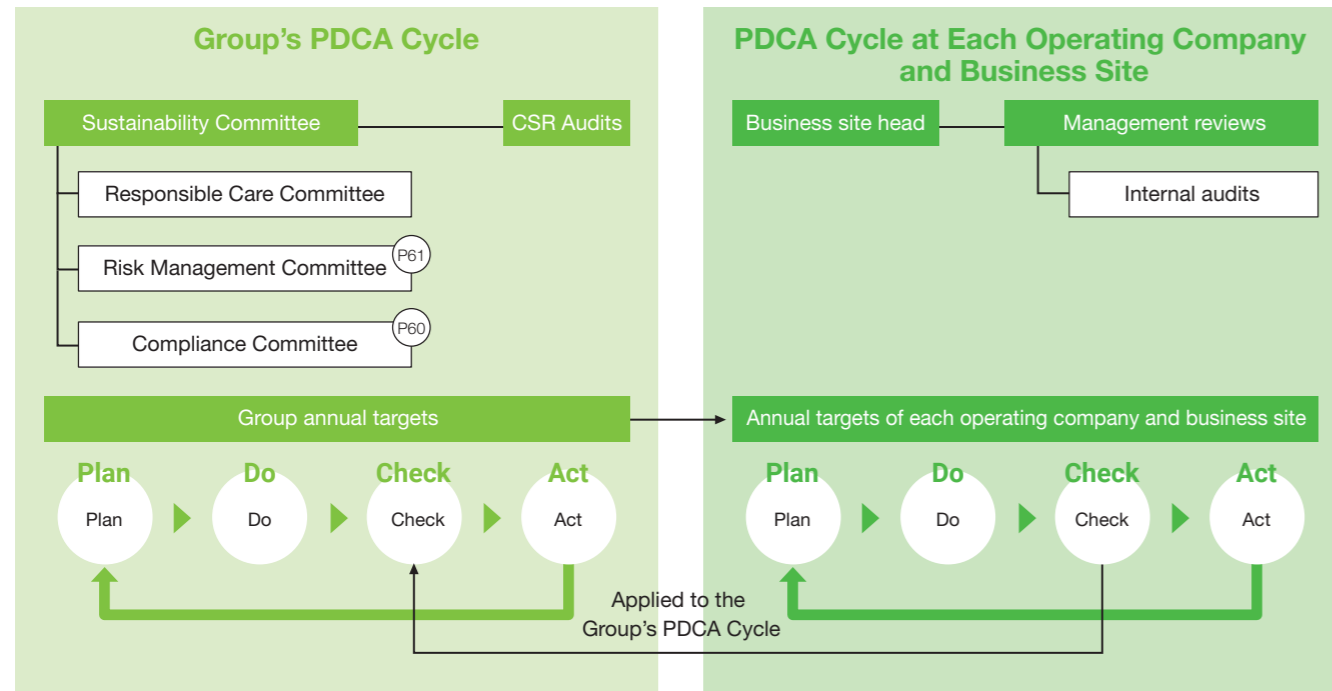 Group's PDCA Cycle
Sustainability Committee
CSR Audits
Responsible Care Committee
Risk Management Committee
P61
Compliance Committee
P60
Group annual targets
Plan
Do
Check
Act
Plan
Do
Check
Act
PDCA Cycle at Each Operating Company
and Business Site
Business site head
Management reviews
Internal audits
Annual targets of each operating company and business site
Plan
Do
Check
Act
Plan
Do
Check
Act
Applied to the
Group's PDCA Cycle